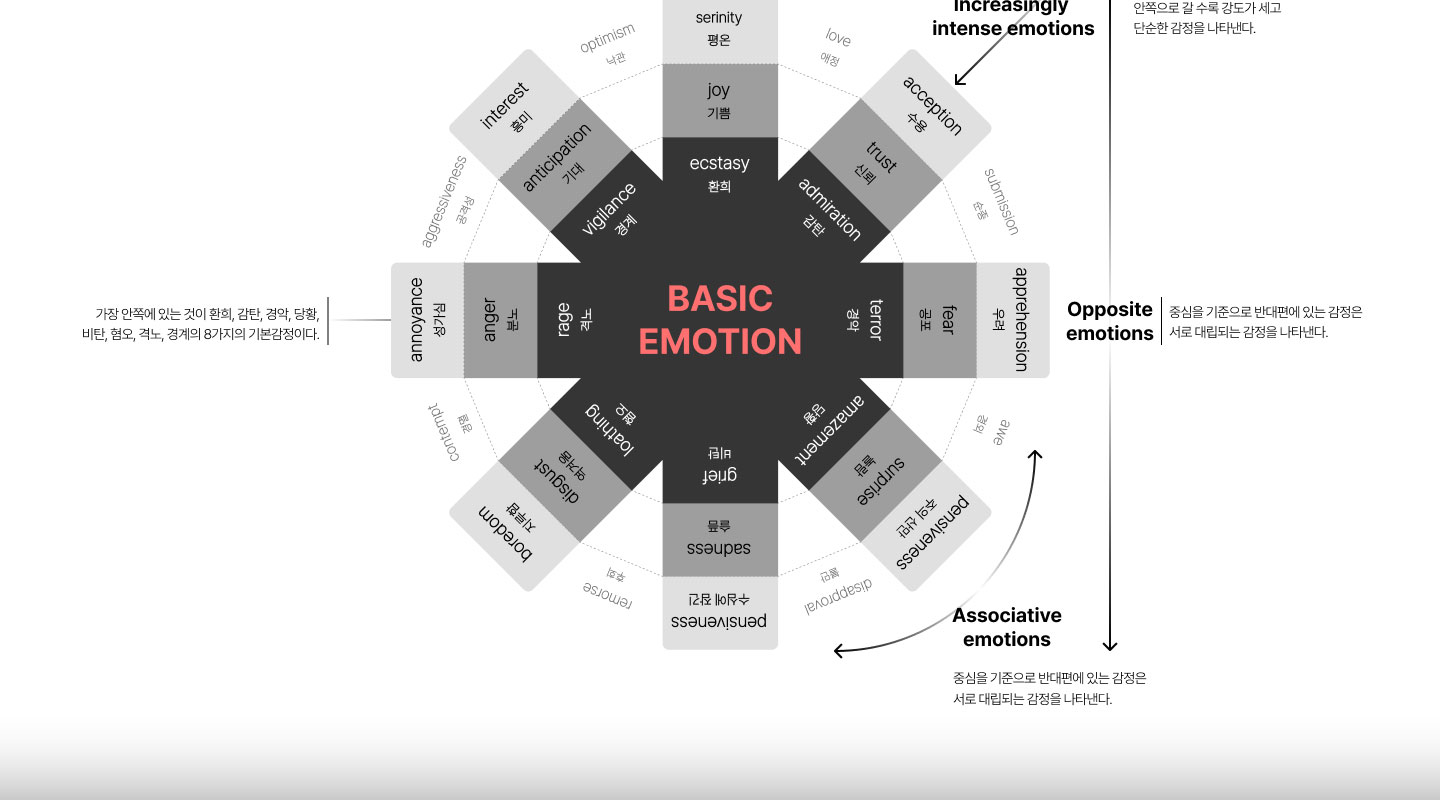 Increasingly
intense emotions
안쪽으로 갈 수록 강도가 세고
단순한 감정을 나타낸다.
serinity
평온
joy
기쁨
ecstasy
환희
optimism
낙관
love
애정
interest
흥미
anticipation
기대
vigilance
경계
acception
수용
trust
신뢰
admiration
감탄
aggressiveness
공격성
submission
순종
가장 안쪽에 있는 것이 환희, 감탄, 경악, 당황,
비탄, 혐오, 격노, 경계의 8가지의 기본감정이다.
annoyance
성가심
anger
분노
rage
격노
BASIC
EMOTION
terror
경악
fear
공포
apprehension
우려
Opposite
emotions
중심을 기준으로 반대편에 있는 감정은
서로 대립되는 감정을 나타낸다.
contempt
경멸
awe
경외
loathing
혐오
disgust
역겨움
boredom
지루함
grief
비탄
sadness
슬픔
pensiveness
수심에 잠긴
amazement
당황
surprise
놀람
pensiveness
주의 산만
remorse
후회
disapproval
불만
Associative
emotions
중심을 기준으로 반대편에 있는 감정은
서로 대립되는 감정을 나타낸다.